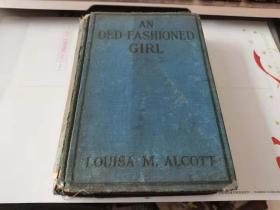 AN
OLD-FASHIONED
GIRL
LOUISA M. ALCOTT